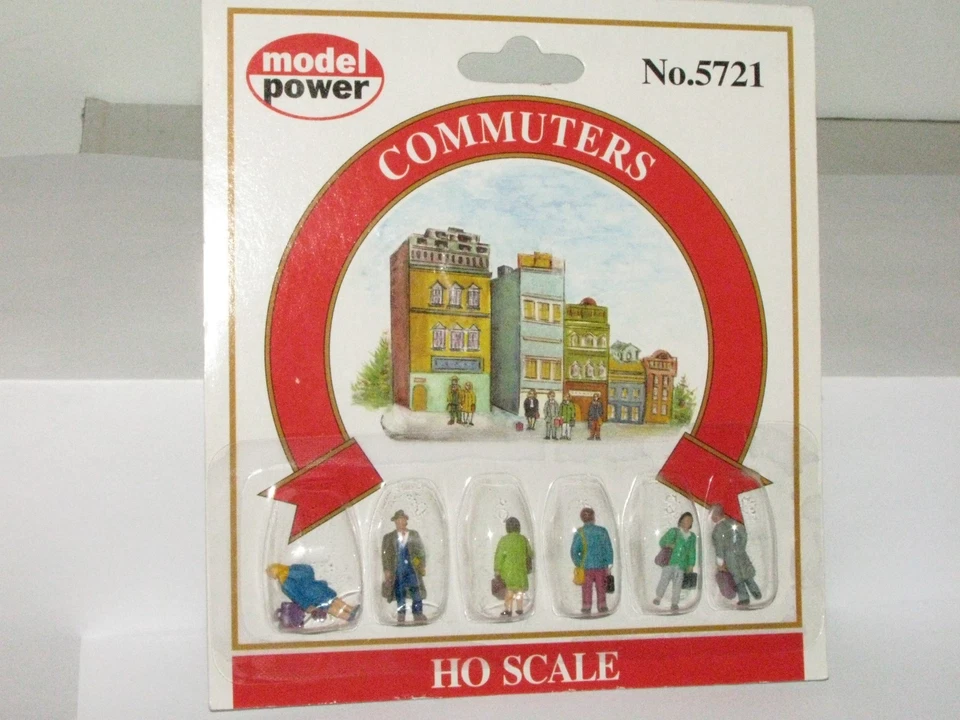 model
power
No.5721
COMMUTERS
HO SCALE